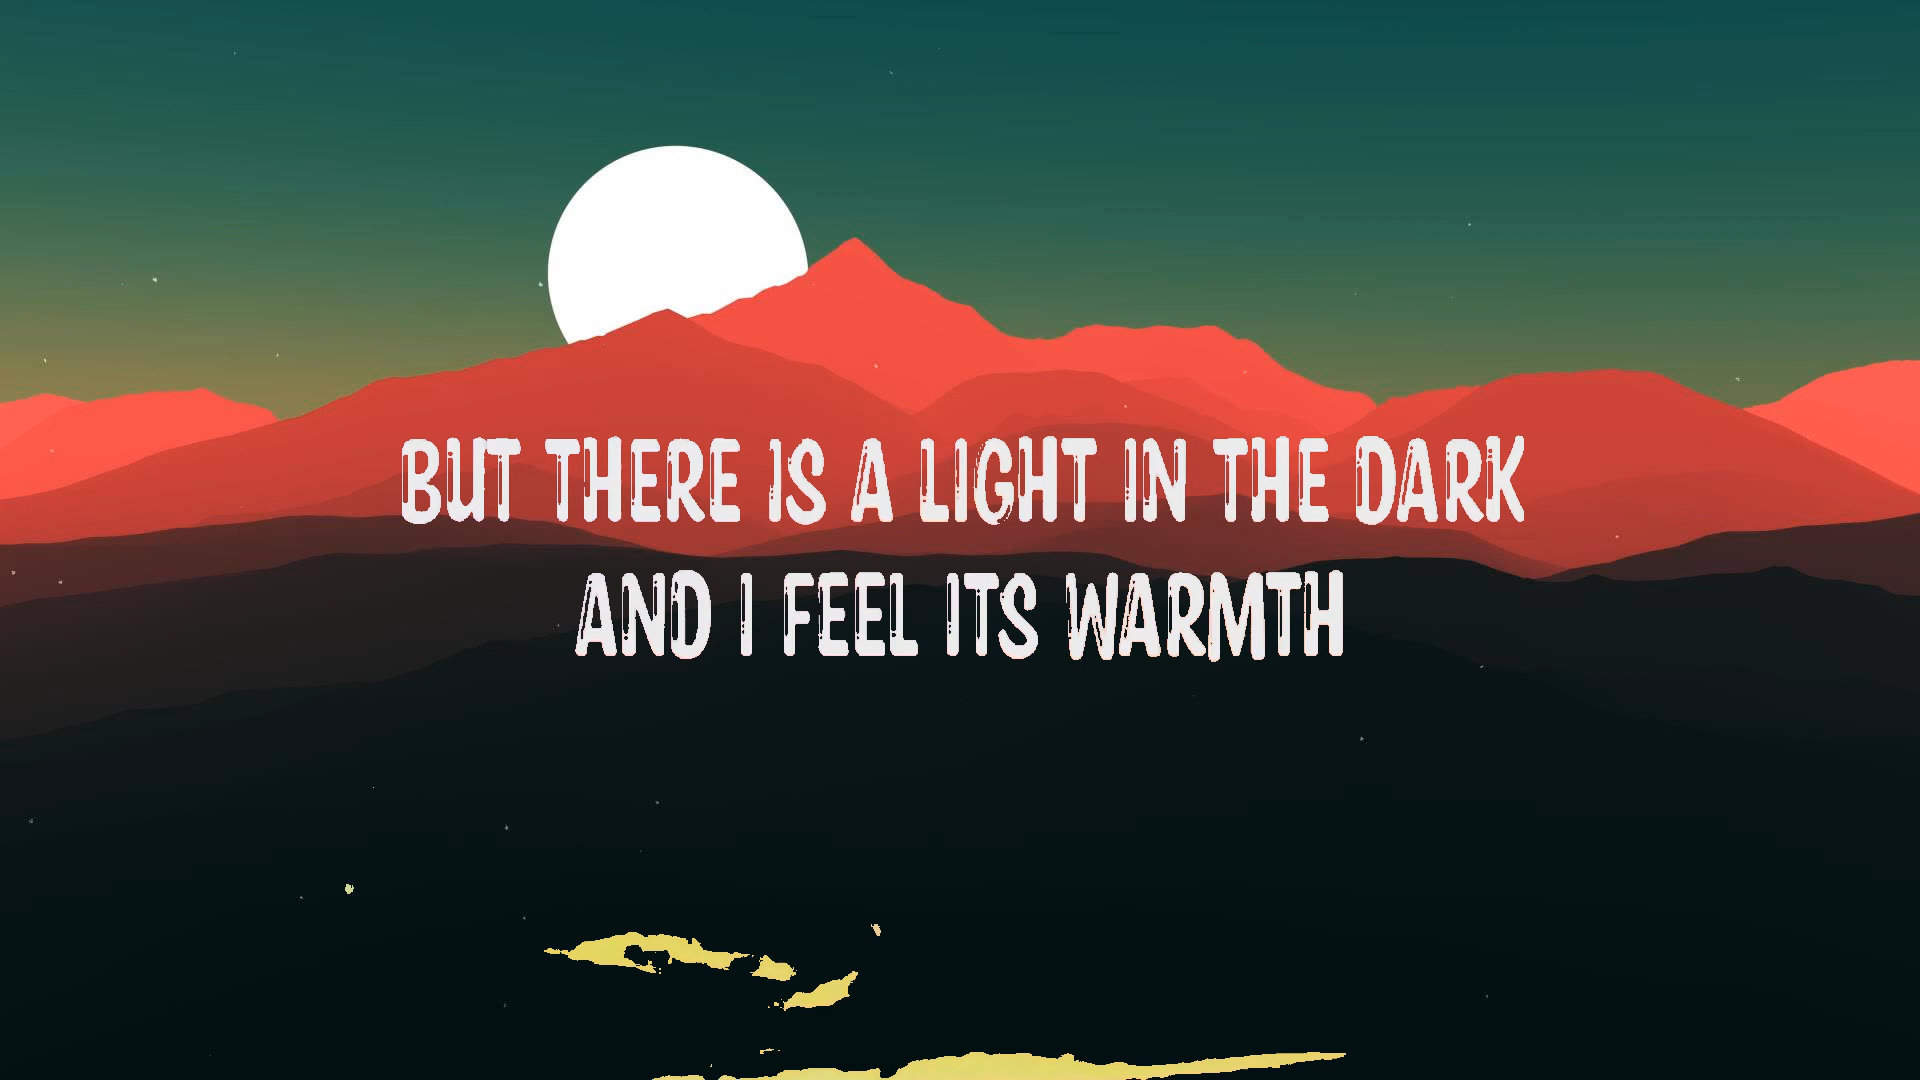 BUT THERE IS A LIGHT IN THE DARK
AND I FEEL ITS WARMTH